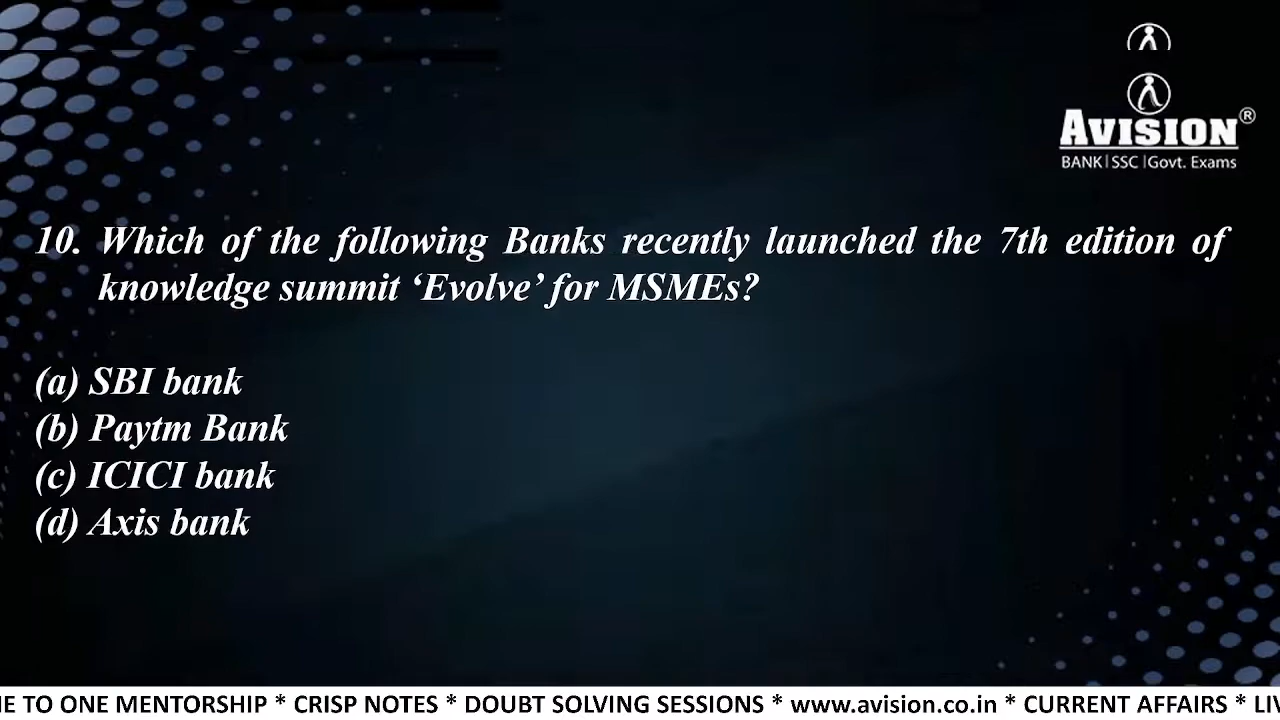 AVISION®
BANK | SSC | Govt. Exams
10. Which of the following Banks recently launched the 7th edition of
knowledge summit ‘Evolve’ for MSMEs?
(a) SBI bank
(b) Paytm Bank
(c) ICICI bank
(d) Axis bank
TO ONE MENTORSHIP * CRISP NOTES * DOUBT SOLVING SESSIONS * www.avision.co.in * CURRENT AFFAIRS *